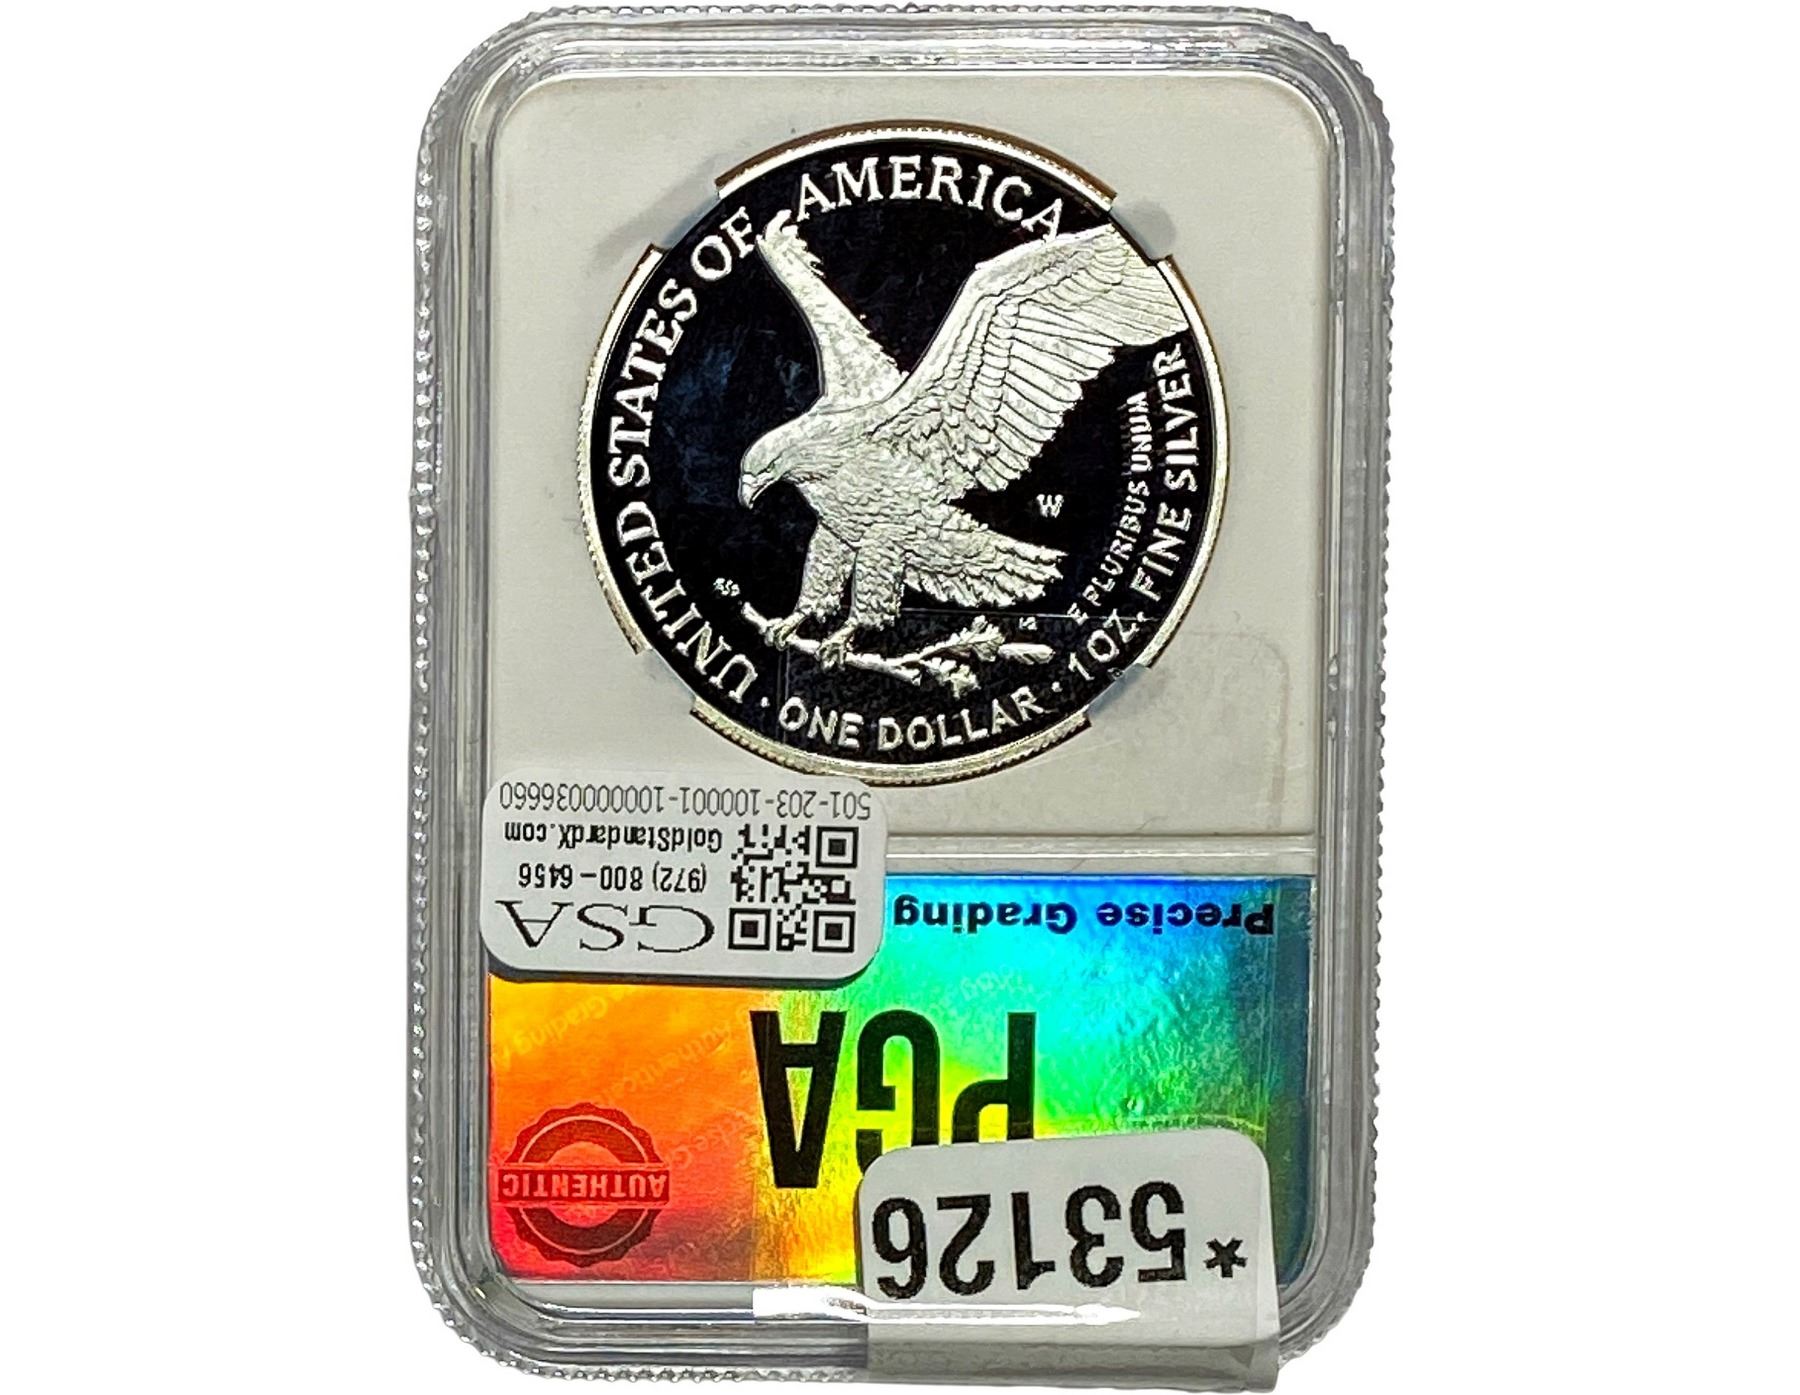 UNITED STATES OF AMERICA
E PLURIBUS UNUM
· ONE DOLLAR · 1 OZ. FINE SILVER
W
501-203-100001-10000036660
GoldStandardX.com
(972) 800-6456
GSA
Precise Grading
PGA
AUTHENTIC
*53126